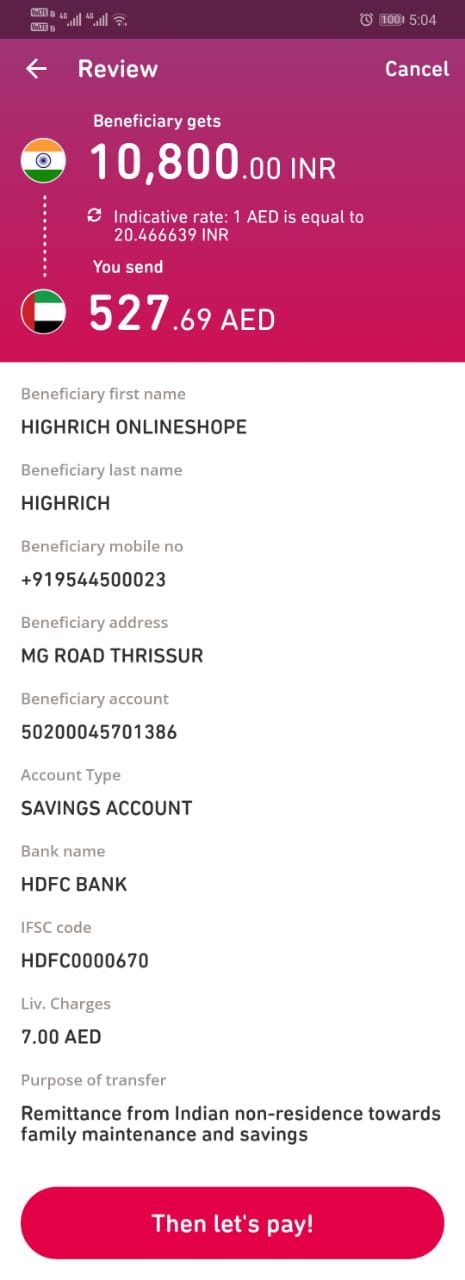 VoLTE
4G
4G
VoLTE
100
5:04
Review
Cancel
Beneficiary gets
10,800.00 INR
Indicative rate: 1 AED is equal to
20.466639 INR
You send
527.69 AED
Beneficiary first name
HIGHRICH ONLINESHOPE
Beneficiary last name
HIGHRICH
Beneficiary mobile no
+919544500023
Beneficiary address
MG ROAD THRISSUR
Beneficiary account
50200045701386
Account Type
SAVINGS ACCOUNT
Bank name
HDFC BANK
IFSC code
HDFC0000670
Liv. Charges
7.00 AED
Purpose of transfer
Remittance from Indian non-residence towards
family maintenance and savings
Then let's pay!